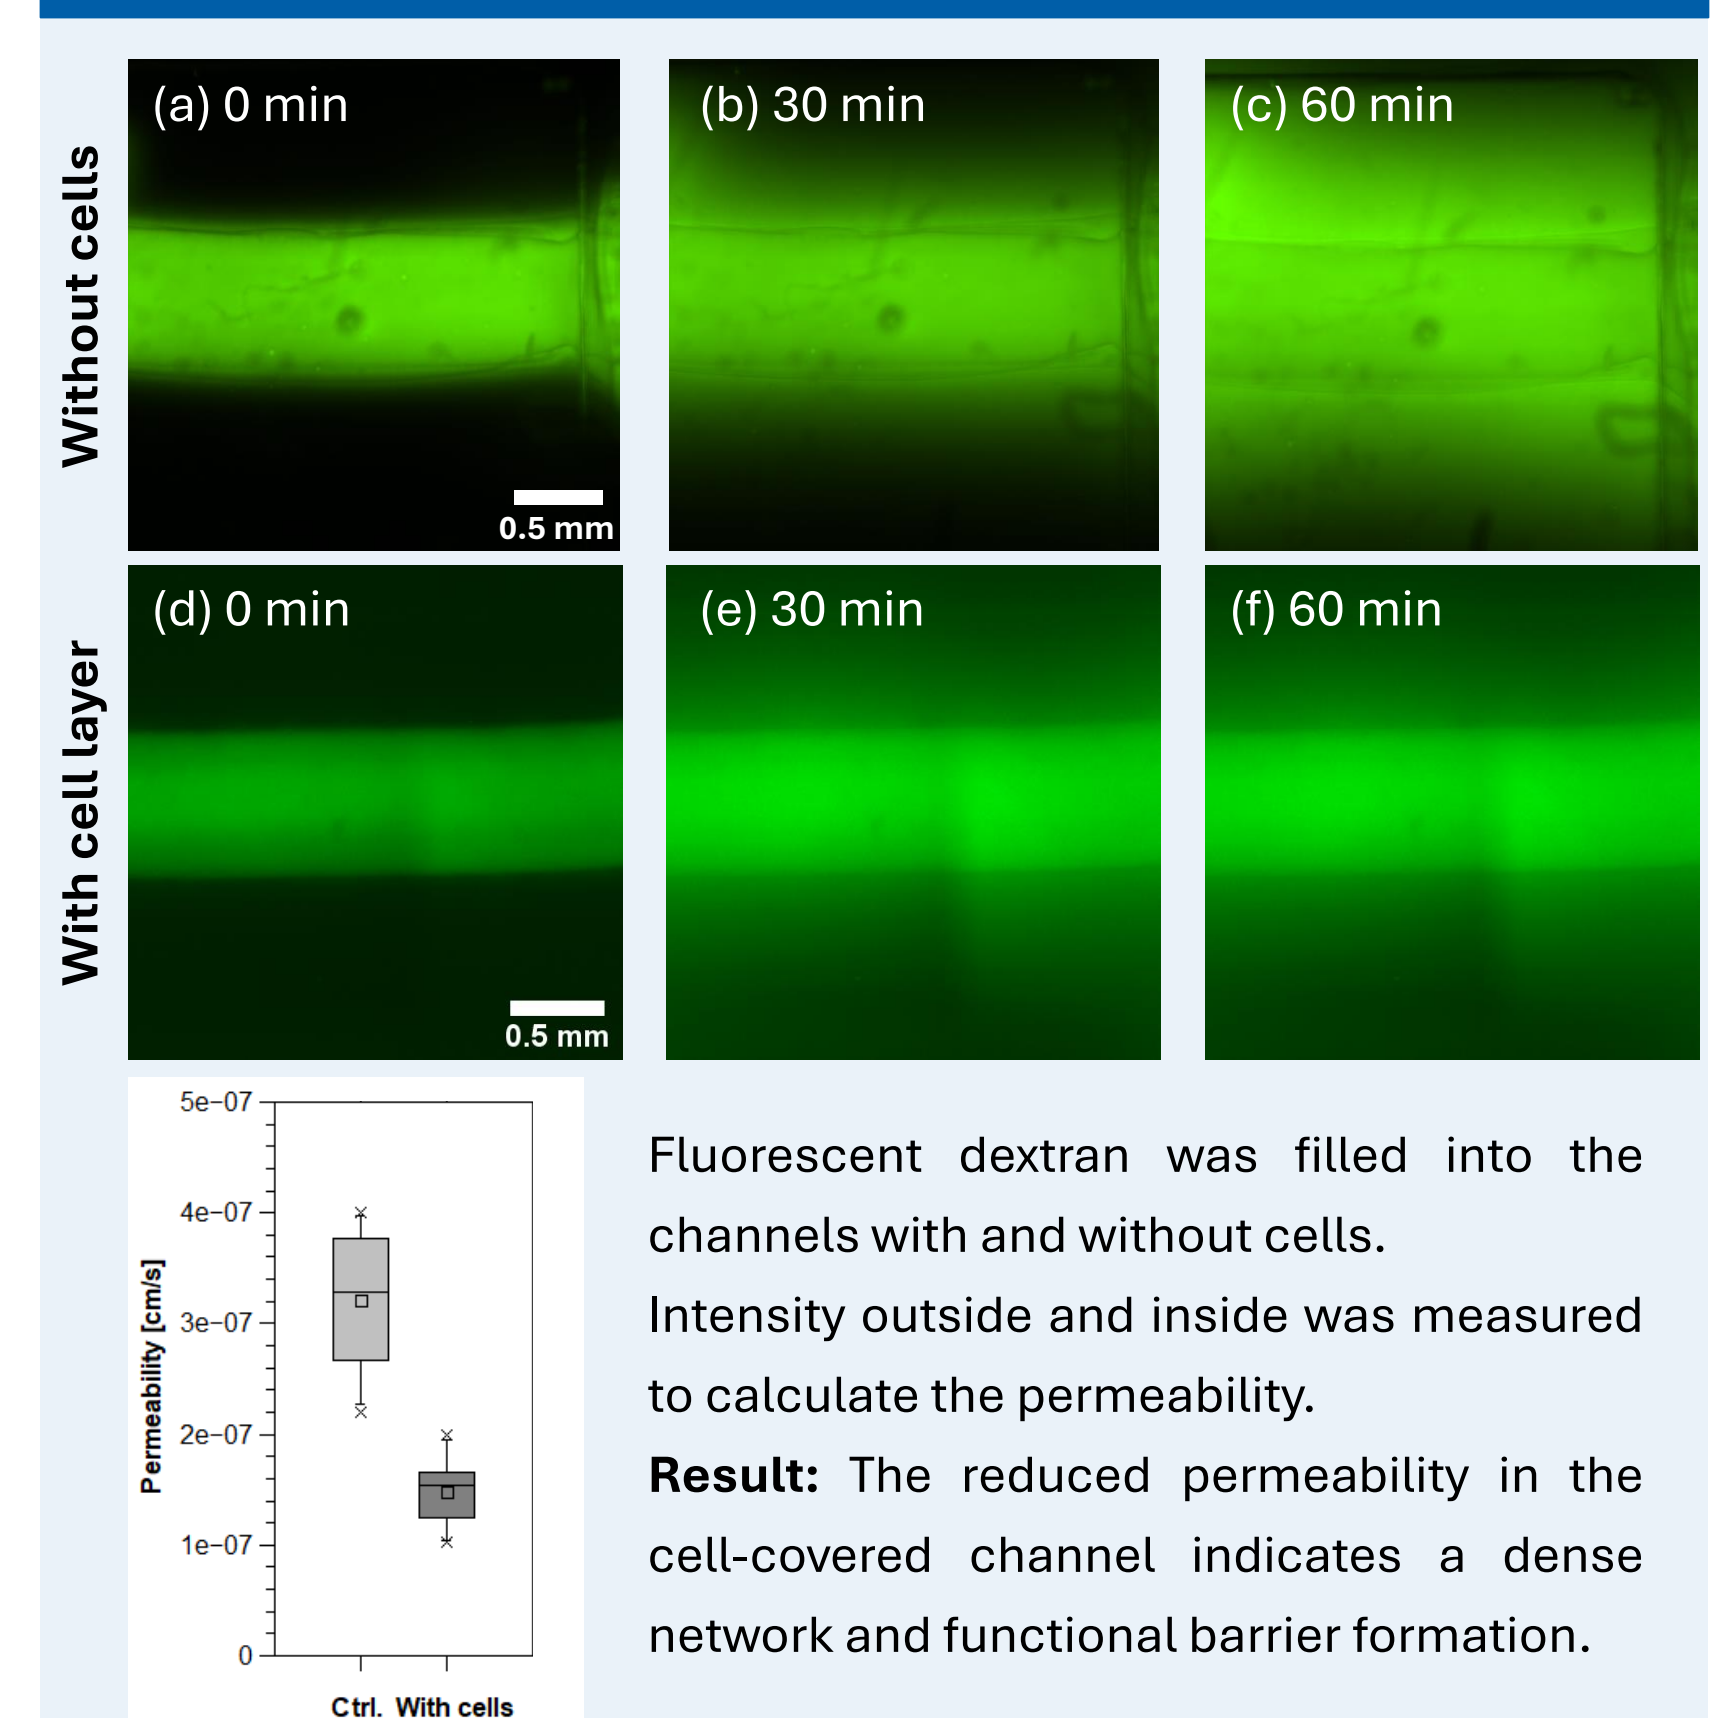 Without cells
(a) 0 min
(b) 30 min
(c) 60 min
0.5 mm
With cell layer
(d) 0 min
(e) 30 min
(f) 60 min
0.5 mm
Permeability [cm/s]
5e−07
4e−07
3e−07
2e−07
1e−07
0
Ctrl. With cells
Fluorescent dextran was filled into the
channels with and without cells.
Intensity outside and inside was measured
to calculate the permeability.
Result: The reduced permeability in the
cell-covered channel indicates a dense
network and functional barrier formation.